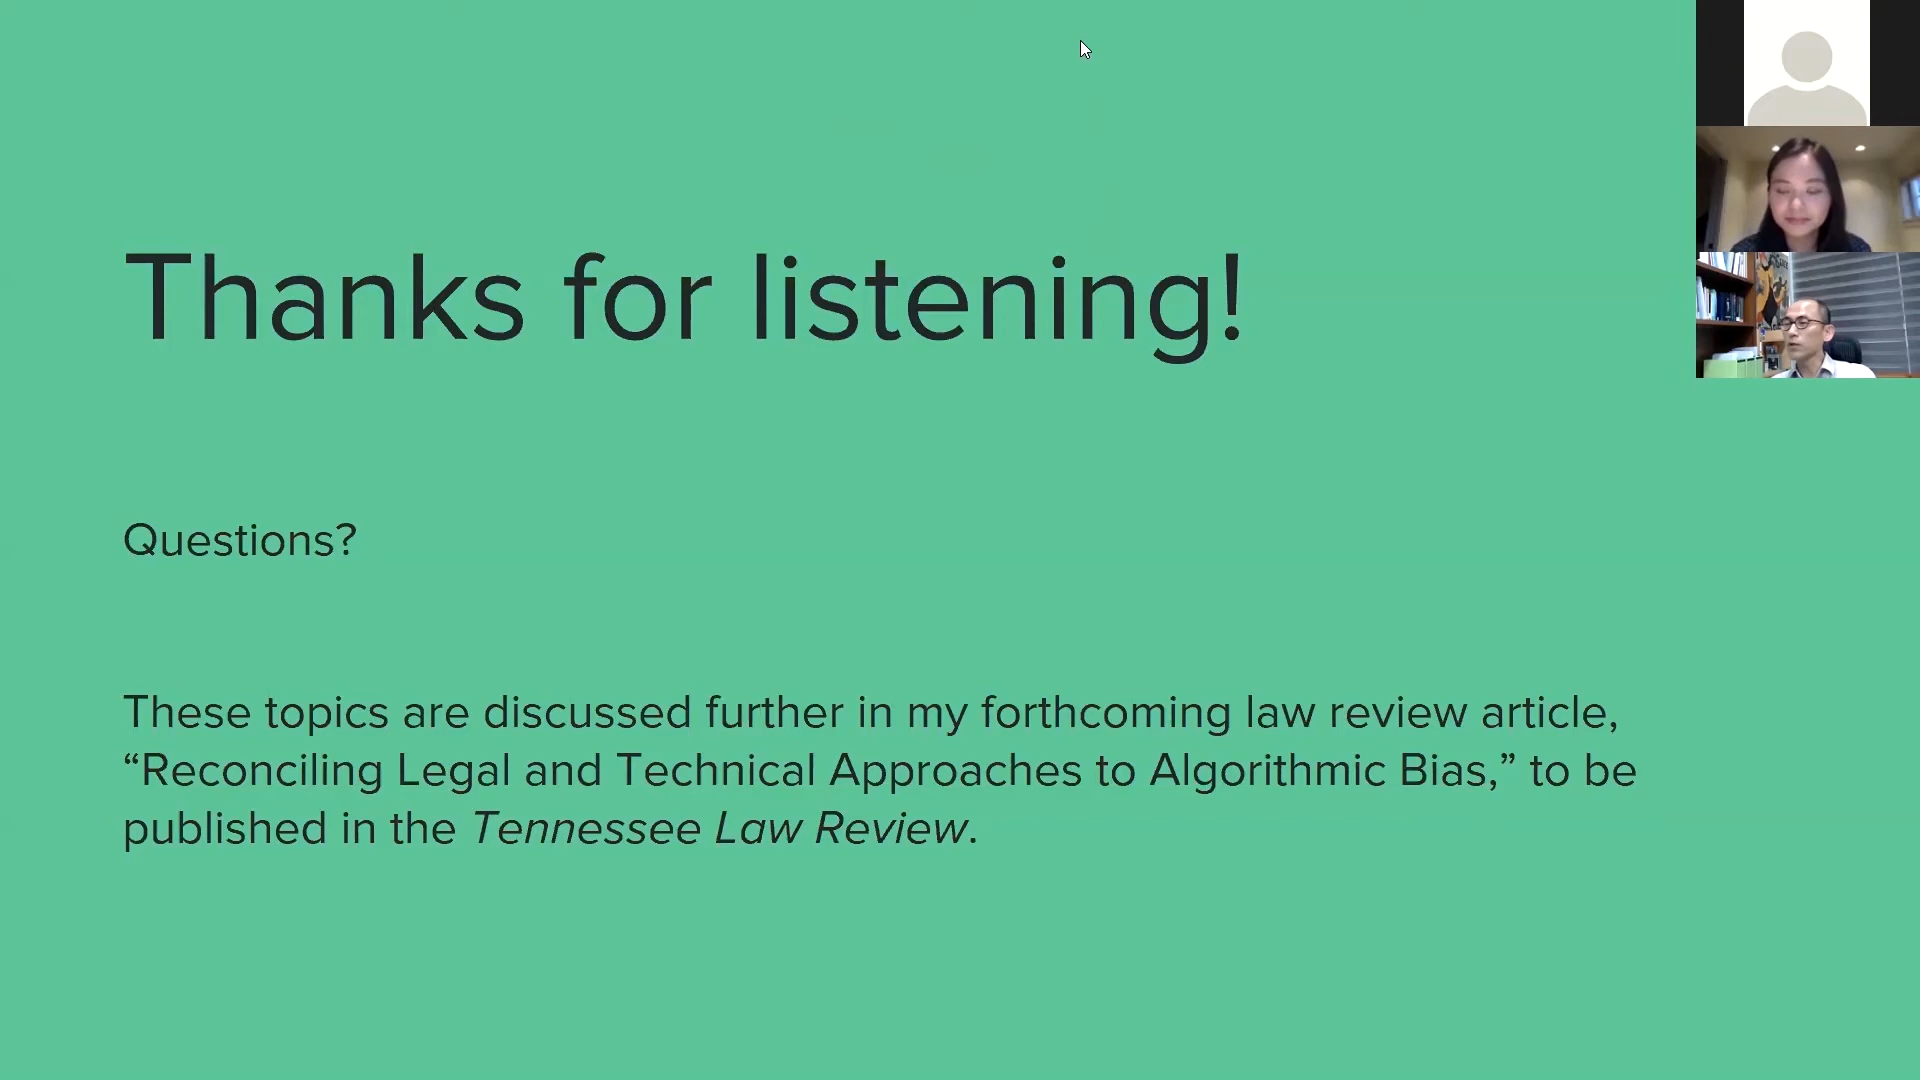 Thanks for listening!
Questions?
These topics are discussed further in my forthcoming law review article,
“Reconciling Legal and Technical Approaches to Algorithmic Bias,” to be
published in the Tennessee Law Review.